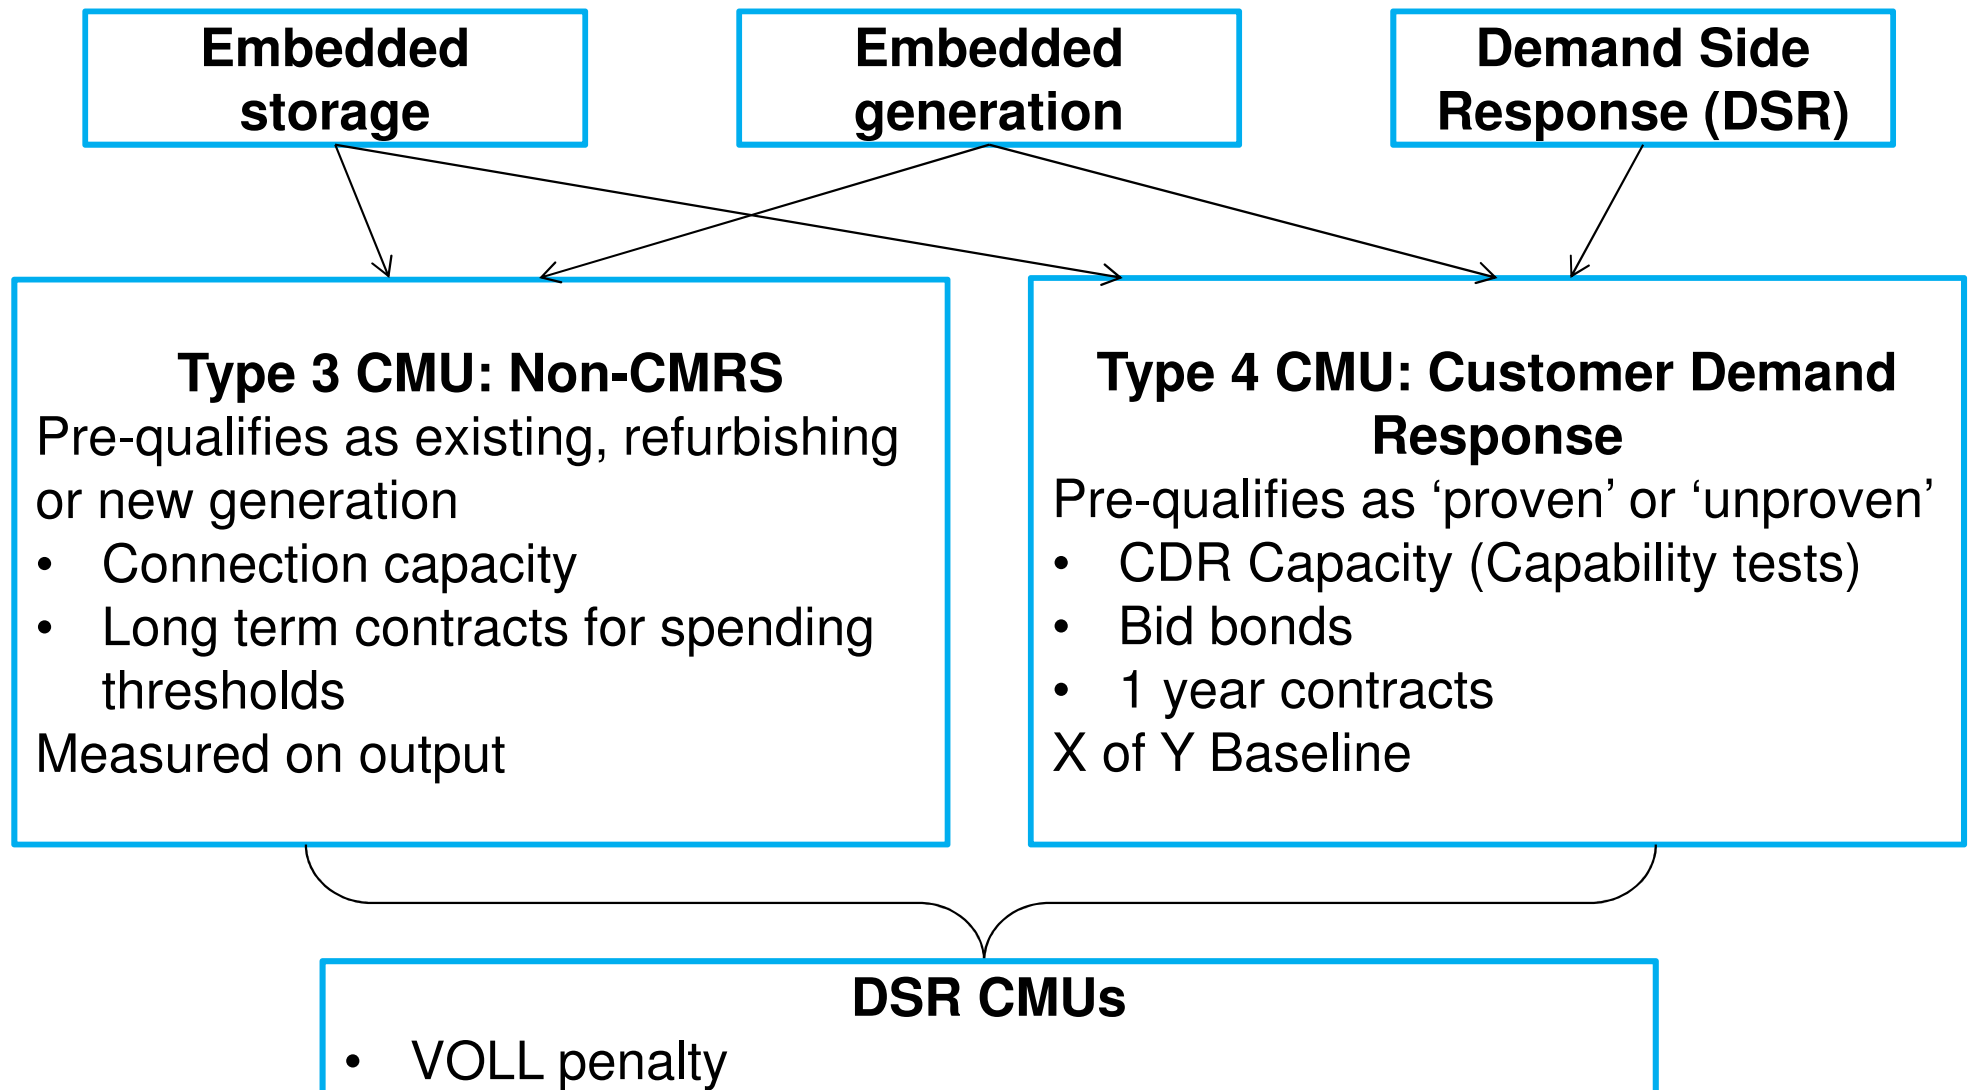 Embedded
storage
Embedded
generation
Demand Side
Response (DSR)
Type 3 CMU: Non-CMRS
Pre-qualifies as existing, refurbishing
or new generation
• Connection capacity
• Long term contracts for spending
thresholds
Measured on output
Type 4 CMU: Customer Demand
Response
Pre-qualifies as ‘proven’ or ‘unproven’
• CDR Capacity (Capability tests)
• Bid bonds
• 1 year contracts
X of Y Baseline
DSR CMUs
• VOLL penalty